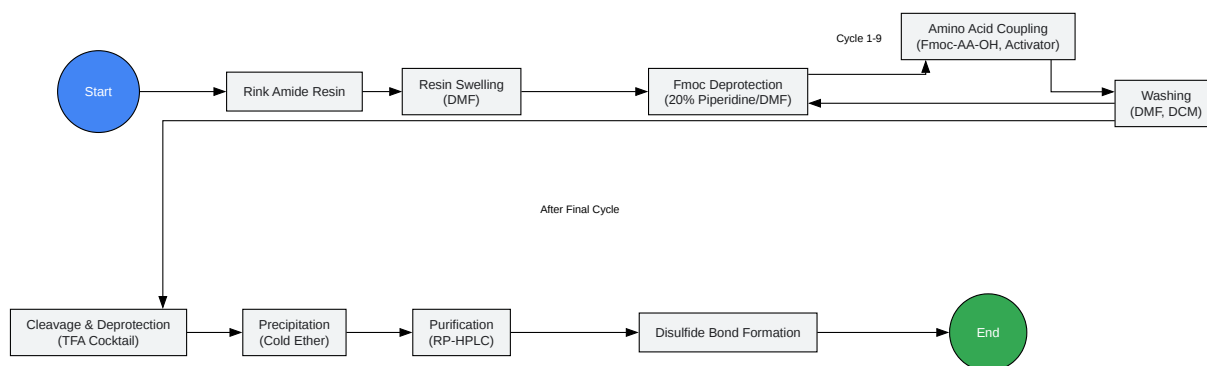 Start
Rink Amide Resin
Resin Swelling
(DMF)
Fmoc Deprotection
(20% Piperidine/DMF)
Cycle 1-9
Amino Acid Coupling
(Fmoc-AA-OH, Activator)
Washing
(DMF, DCM)
After Final Cycle
Cleavage & Deprotection
(TFA Cocktail)
Precipitation
(Cold Ether)
Purification
(RP-HPLC)
Disulfide Bond Formation
End